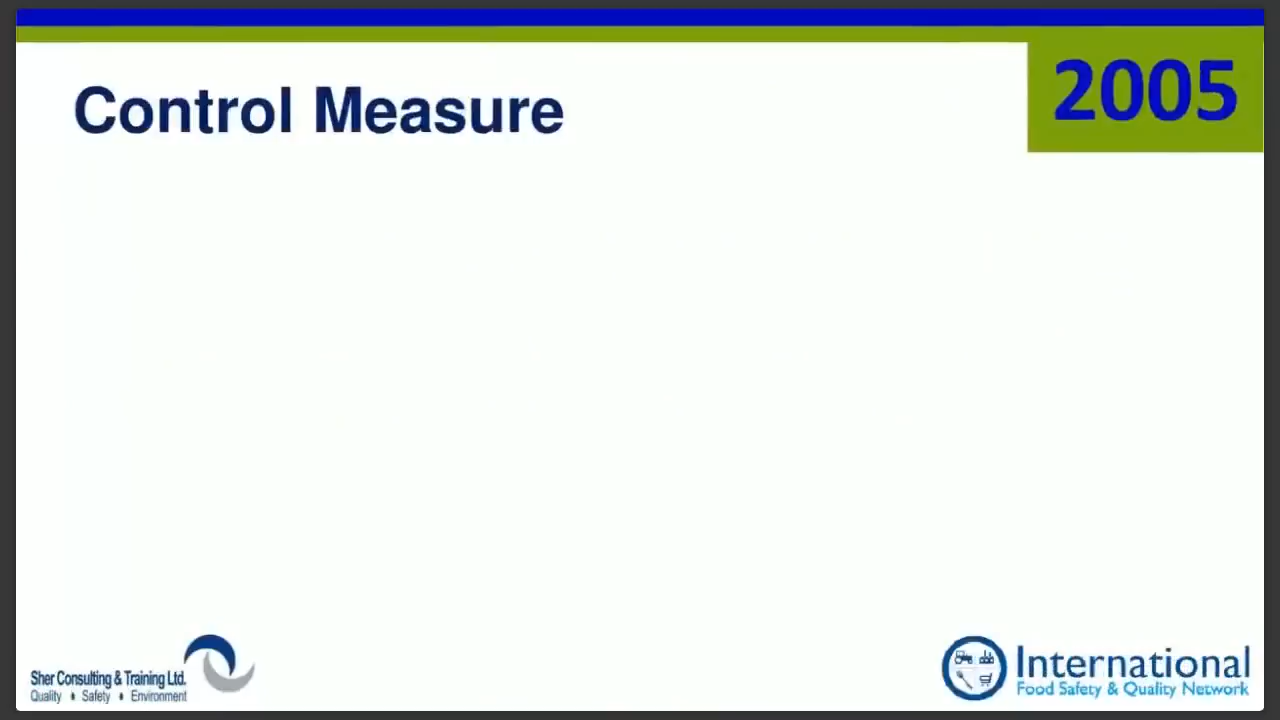 Control Measure
2005
Sher Consulting & Training Ltd.
Quality ♦ Safety ♦ Environment
International
Food Safety & Quality Network